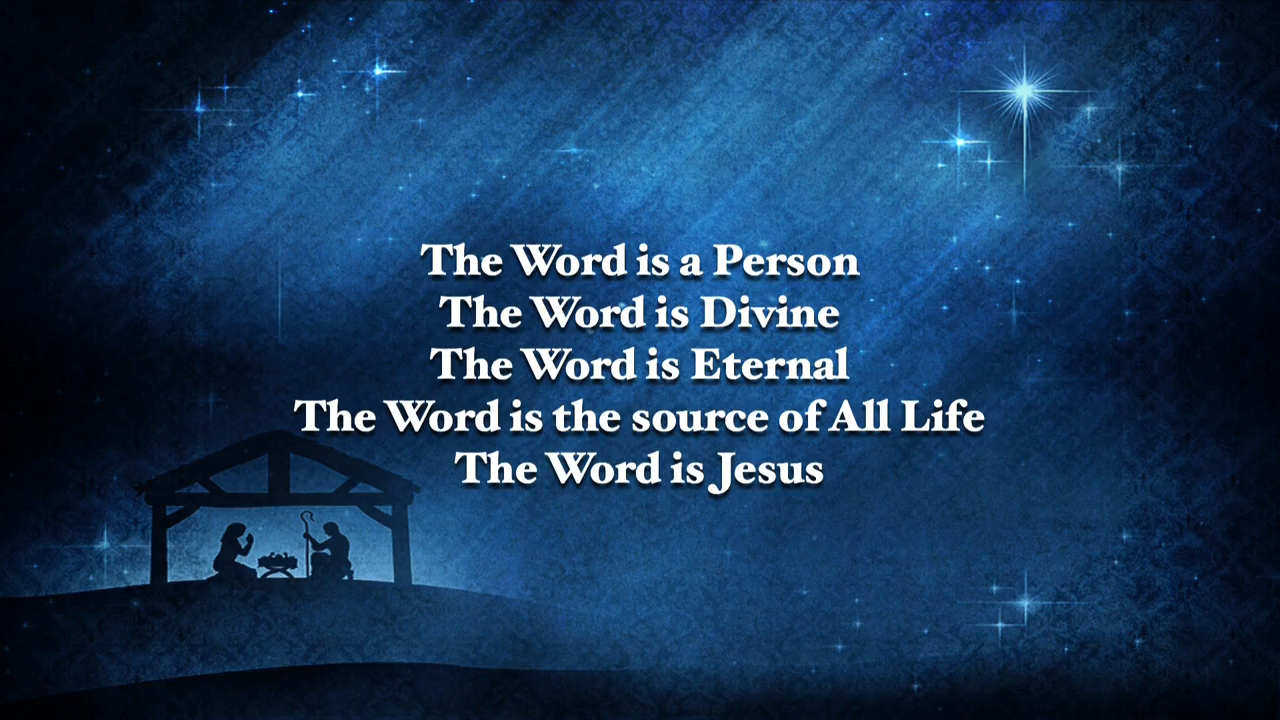 The Word is a Person
The Word is Divine
The Word is Eternal
The Word is the source of All Life
The Word is Jesus